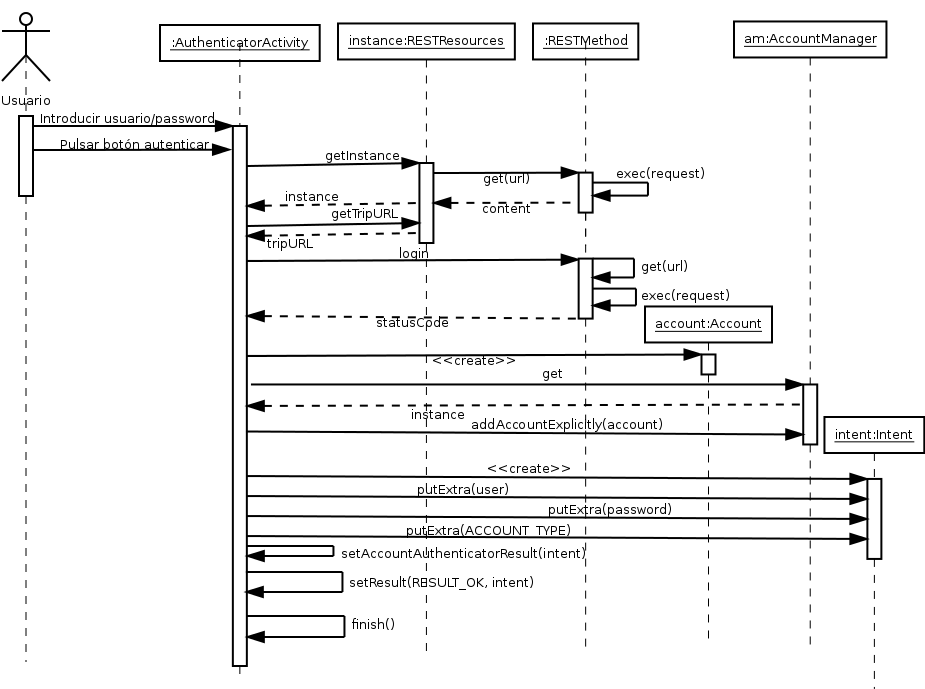 :AuthenticatorActivity
instance:RESTResources
:RESTMethod
am:AccountManager
Usuario
Introducir usuario/password
Pulsar botón autenticar
getInstance
get(url)
exec(request)
instance
content
getTripURL
tripURL
login
get(url)
exec(request)
statusCode
account:Account
<<create>>
get
instance
addAccountExplicitly(account)
intent:Intent
<<create>>
putExtra(user)
putExtra(password)
putExtra(ACCOUNT_TYPE)
setAccountAuthenticatorResult(intent)
setResult(RESULT_OK, intent)
finish()